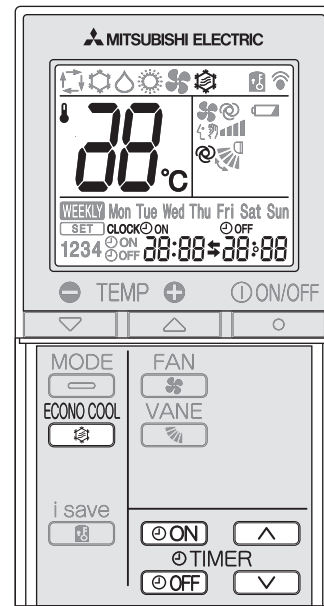 MITSUBISHI ELECTRIC
88°C
WEEKLY Mon Tue Wed Thu Fri Sat Sun
SET CLOCK ON OFF
1234 ON OFF 88:88 88:88
TEMP ON/OFF
MODE FAN
ECONO COOL VANE
i save
ON
TIMER
OFF